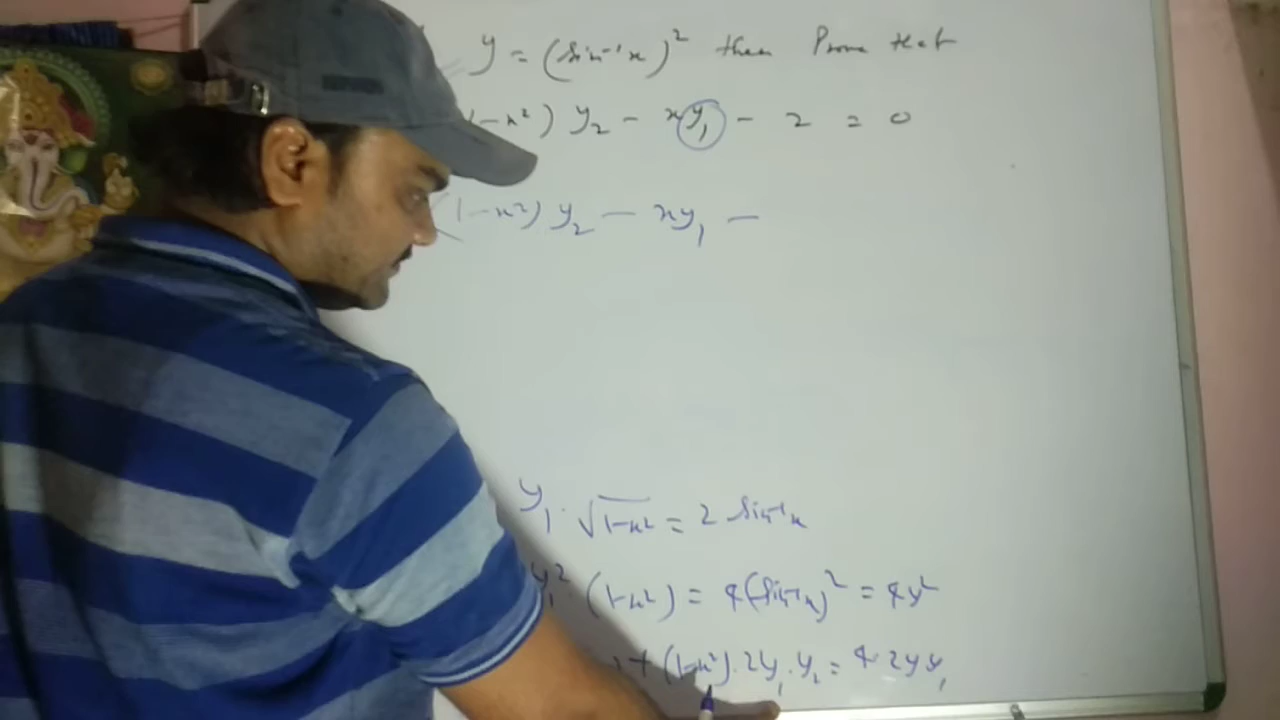 y = (sin⁻¹x)² then Prove that
1-x²) y₂ - xy₁ - 2 = 0
(1-x²) y₂ - xy₁ -
y₁. √1-x² = 2 sin⁻¹x
y₁² (1-x²) = 4(sin⁻¹x)² = 4y²
+ (1-x²). 2y₁. y₂ = 4. 2yy₁